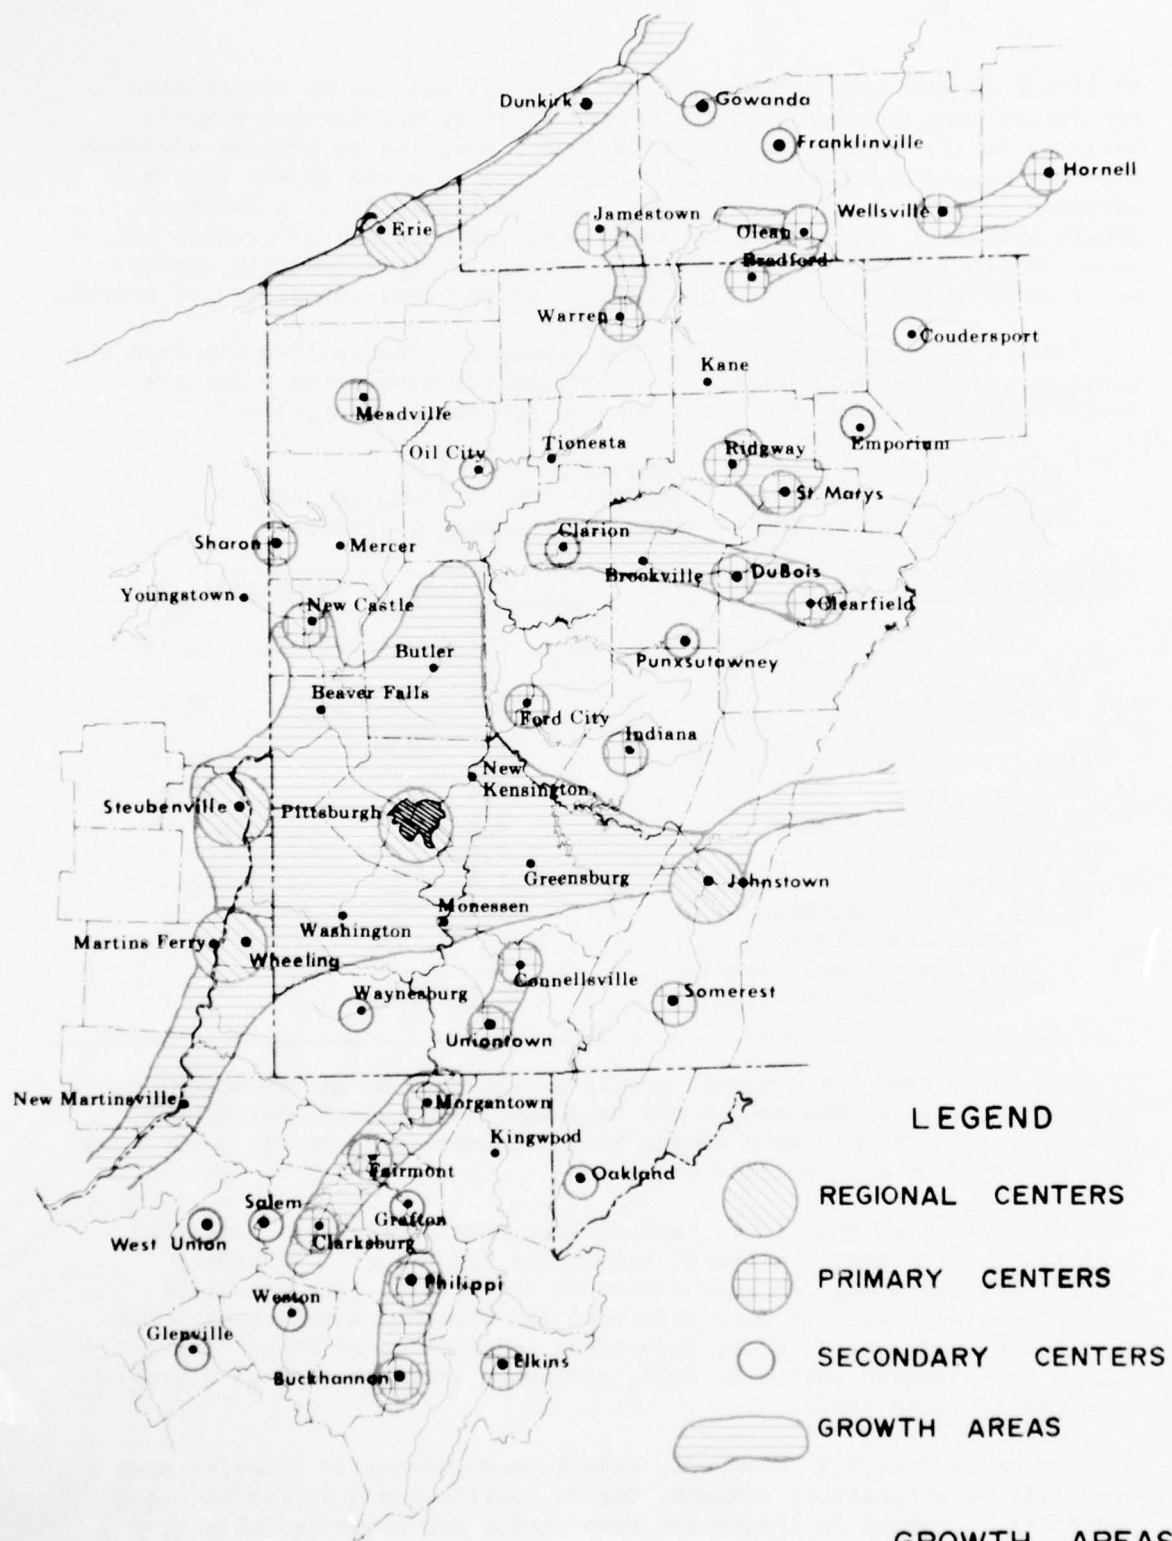 Dunkirk
Gowanda
Franklinville
Hornell
Jamestown
Wellsville
Erie
Olean
Bradford
Warren
Coudersport
Kane
Meadville
Emporium
Oil City
Tionesta
Ridgway
St. Marys
Clarion
Sharon
Mercer
Brookville
DuBois
Youngstown
New Castle
Clearfield
Butler
Punxsutawney
Beaver Falls
Ford City
Indiana
New
Kensington
Steubenville
Pittsburgh
Greensburg
Johnstown
Monessen
Washington
Martins Ferry
Wheeling
Connellsville
Waynesburg
Somerest
Uniontown
New Martinsville
Morgantown
Kingwood
Fairmont
Oakland
Salem
Grafton
West Union
Clarksburg
Philippi
Weston
Glenville
Buckhannon
Elkins
LEGEND
REGIONAL CENTERS
PRIMARY CENTERS
SECONDARY CENTERS
GROWTH AREAS
GROWTH AREAS